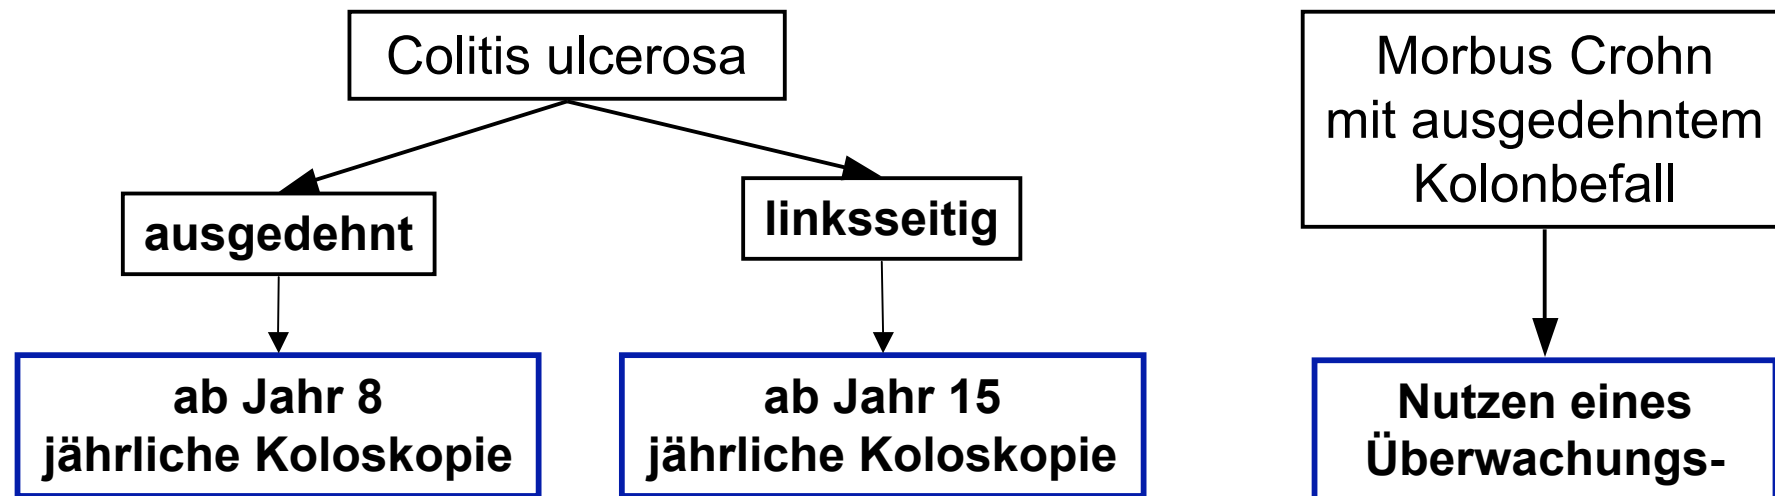 Colitis ulcerosa
ausgedehnt
linksseitig
ab Jahr 8
jährliche Koloskopie
ab Jahr 15
jährliche Koloskopie
Morbus Crohn
mit ausgedehntem
Kolonbefall
Nutzen eines
Überwachungs-